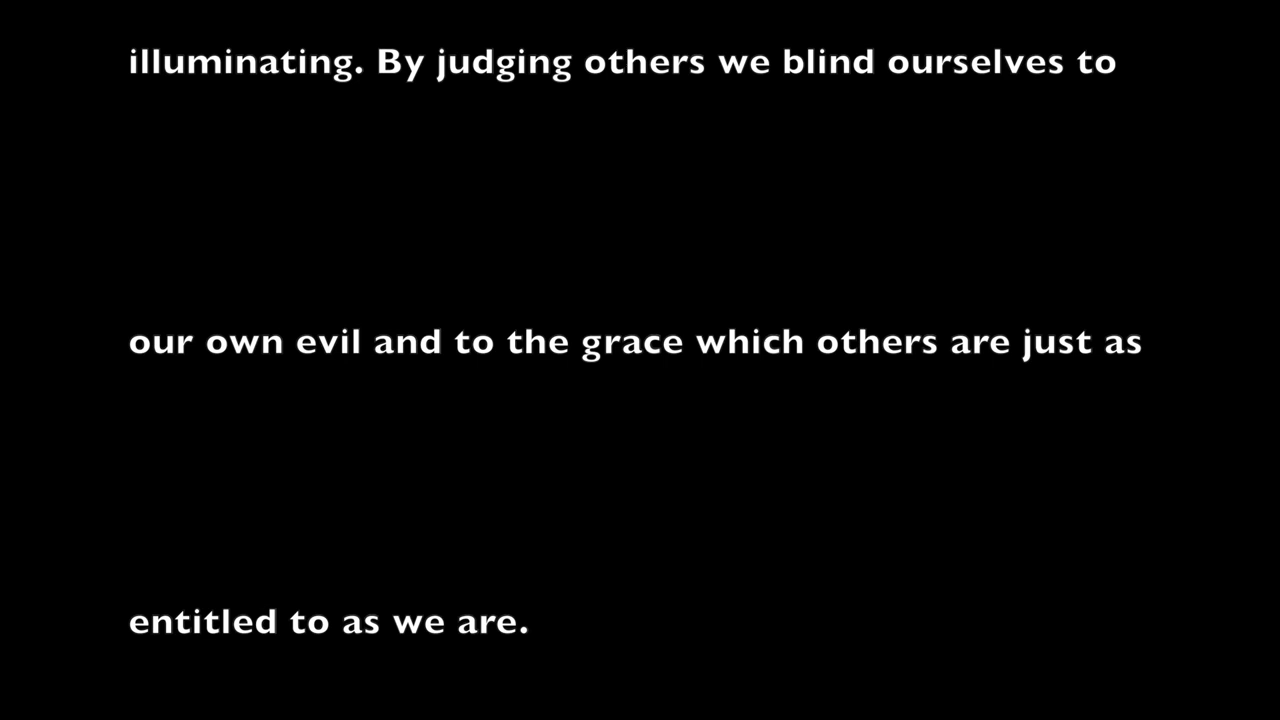 illuminating. By judging others we blind ourselves to
our own evil and to the grace which others are just as
entitled to as we are.